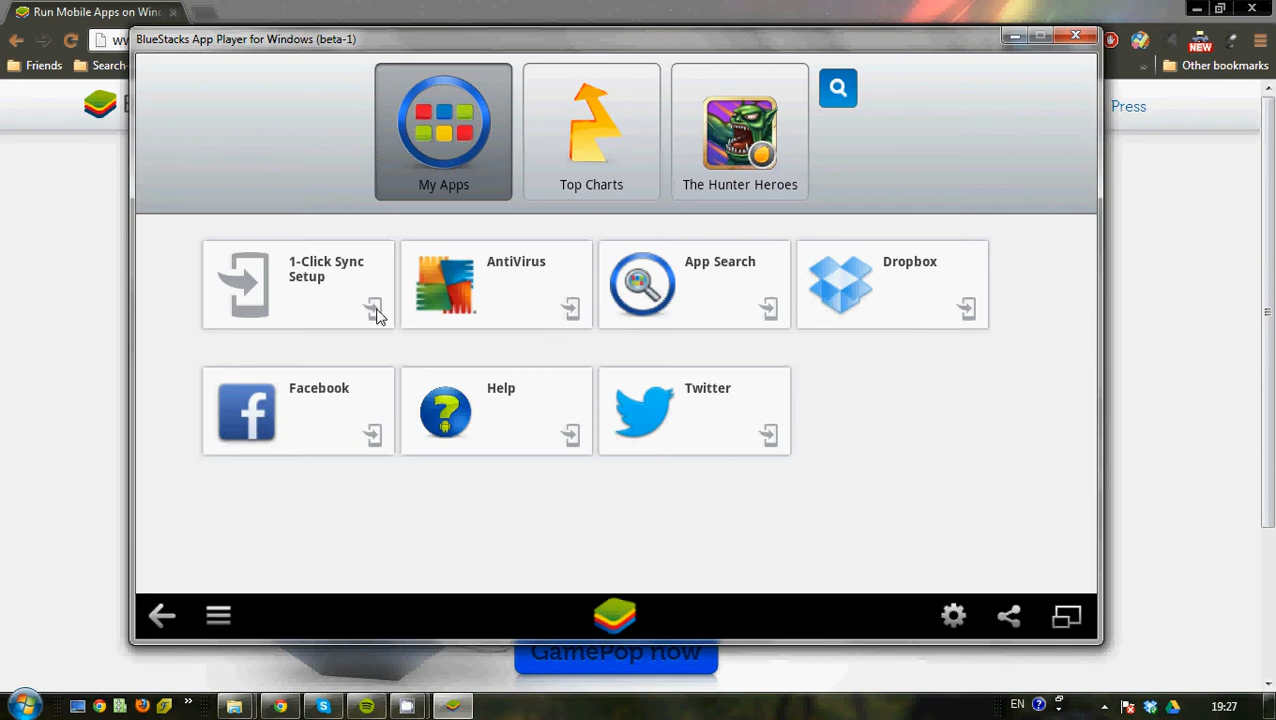 Run Mobile Apps on Wind
BlueStacks App Player for Windows (beta-1)
ww
NEW
Friends
Search
Other bookmarks
Press
My Apps
Top Charts
The Hunter Heroes
1-Click Sync
Setup
AntiVirus
App Search
Dropbox
Facebook
Help
Twitter
GamePop now
EN
19:27